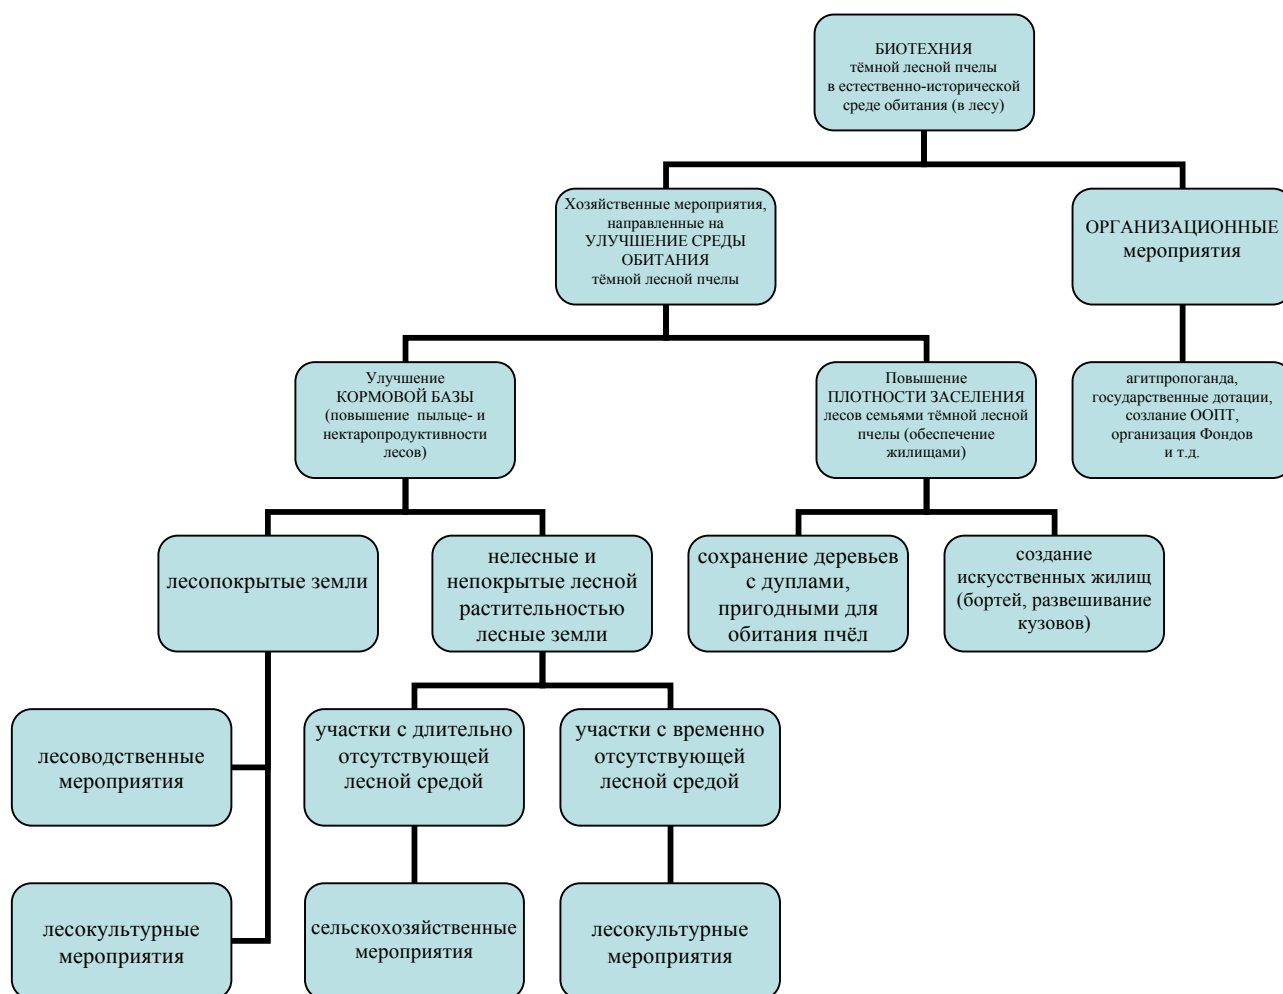 БИОТЕХНИЯ
тёмной лесной пчелы
в естественно-исторической
среде обитания (в лесу)
Хозяйственные мероприятия,
направленные на
УЛУЧШЕНИЕ СРЕДЫ
ОБИТАНИЯ
тёмной лесной пчелы
ОРГАНИЗАЦИОННЫЕ
мероприятия
Улучшение
КОРМОВОЙ БАЗЫ
(повышение пыльце- и
нектаропродуктивности
лесов)
Повышение
ПЛОТНОСТИ ЗАСЕЛЕНИЯ
лесов семьями тёмной лесной
пчелы (обеспечение
жилищами)
агитпропоганда,
государственные дотации,
созлание ООПТ,
организация Фондов
и т.д.
лесопокрытые земли
нелесные и
непокрытые лесной
растительностью
лесные земли
сохранение деревьев
с дуплами,
пригодными для
обитания пчёл
создание
искусственных жилищ
(бортей, развешивание
кузовов)
лесоводственные
мероприятия
участки с длительно
отсутствующей
лесной средой
участки с временно
отсутствующей
лесной средой
лесокультурные
мероприятия
сельскохозяйственные
мероприятия
лесокультурные
мероприятия